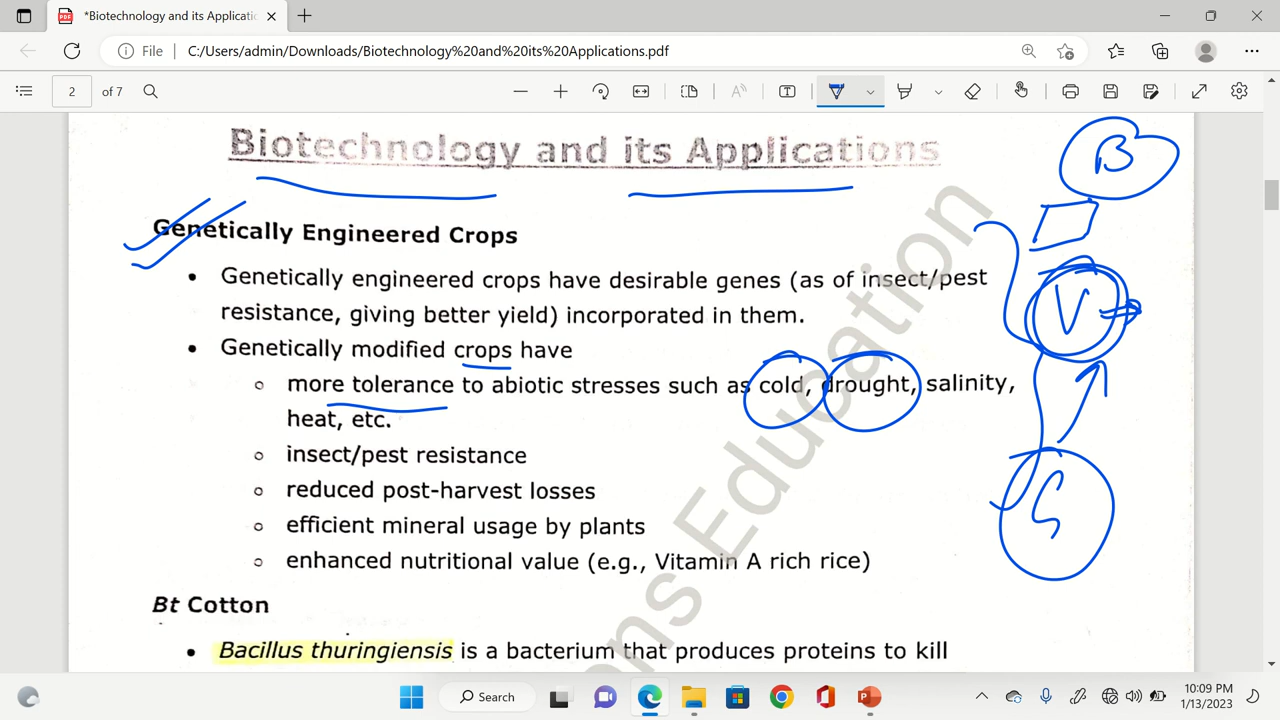 *Biotechnology and its Applicatio
File
C:/Users/admin/Downloads/Biotechnology%20and%20its%20Applications.pdf
2 of 7
Biotechnology and its Applications
Genetically Engineered Crops
• Genetically engineered crops have desirable genes (as of insect/pest
resistance, giving better yield) incorporated in them.
• Genetically modified crops have
o more tolerance to abiotic stresses such as cold, drought, salinity,
heat, etc.
o insect/pest resistance
o reduced post-harvest losses
o efficient mineral usage by plants
o enhanced nutritional value (e.g., Vitamin A rich rice)
Bt Cotton
• Bacillus thuringiensis is a bacterium that produces proteins to kill
ons Education
B
V
Search
10:09 PM
1/13/2023